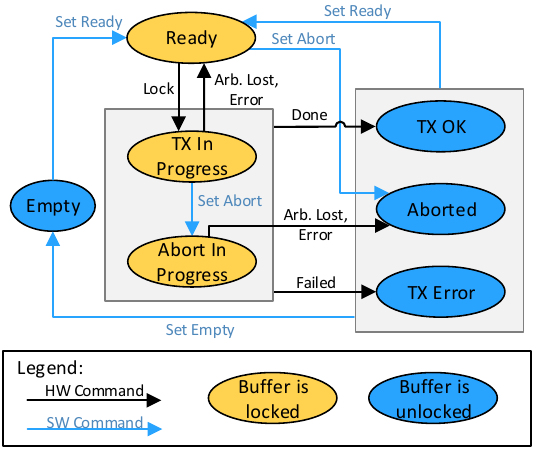 Set Ready
Set Ready
Ready
Set Abort
Lock
Arb. Lost,
Error
Done
TX OK
TX In
Progress
Set Abort
Empty
Arb. Lost,
Error
Aborted
Abort In
Progress
Failed
TX Error
Set Empty
Legend:
HW Command
SW Command
Buffer is
locked
Buffer is
unlocked